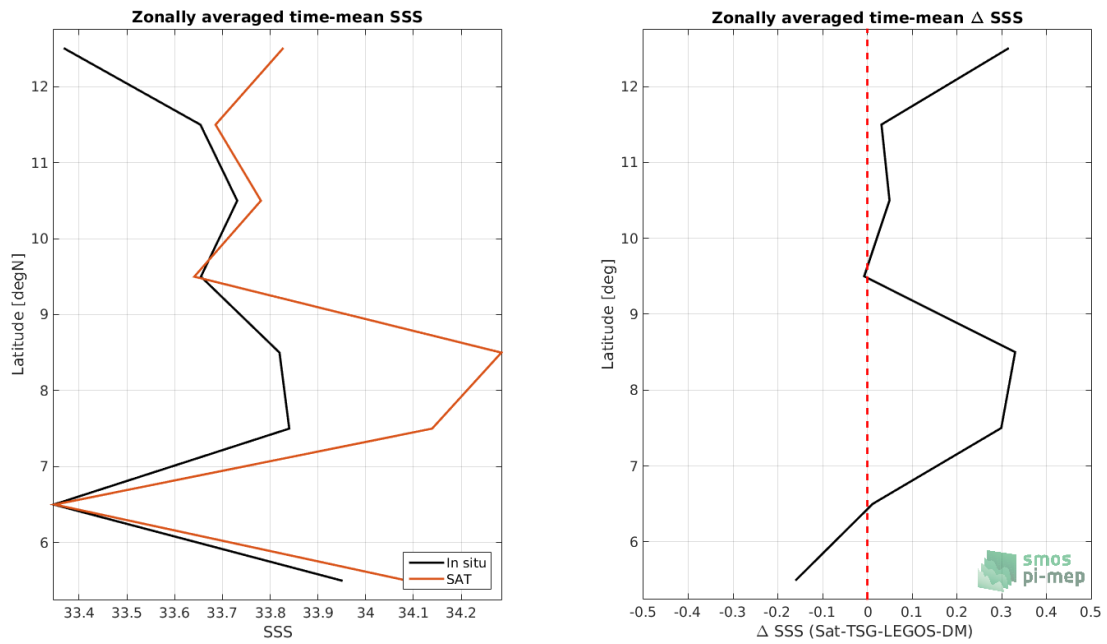 Zonally averaged time-mean SSS
Latitude [degN]
12
11
10
9
8
7
6
33.4 33.5 33.6 33.7 33.8 33.9 34 34.1 34.2
SSS
In situ
SAT
Zonally averaged time-mean Δ SSS
Latitude [deg]
12
11
10
9
8
7
6
-0.5 -0.4 -0.3 -0.2 -0.1 0 0.1 0.2 0.3 0.4 0.5
Δ SSS (Sat-TSG-LEGOS-DM)
smos
pi-mep